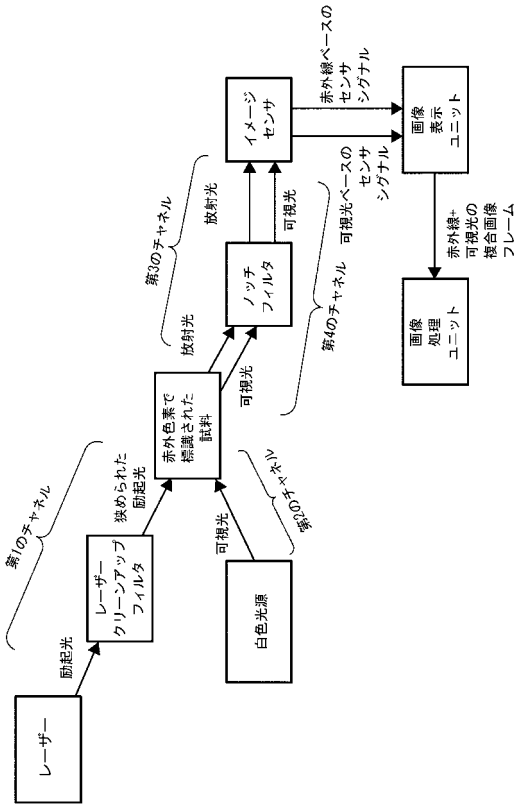 レーザー
励起光
第1のチャネル
レーザー
クリーンアップ
フィルタ
狭められた
励起光
白色光源
可視光
第2のチャネル
赤外色素で
標識された
試料
放射光
可視光
第3のチャネル
ノッチ
フィルタ
第4のチャネル
放射光
可視光
イメージ
センサ
可視光ベースの
センサ
シグナル
赤外線ベースの
センサ
シグナル
画像
表示
ユニット
赤外線+
可視光の
複合画像
フレーム
画像
処理
ユニット